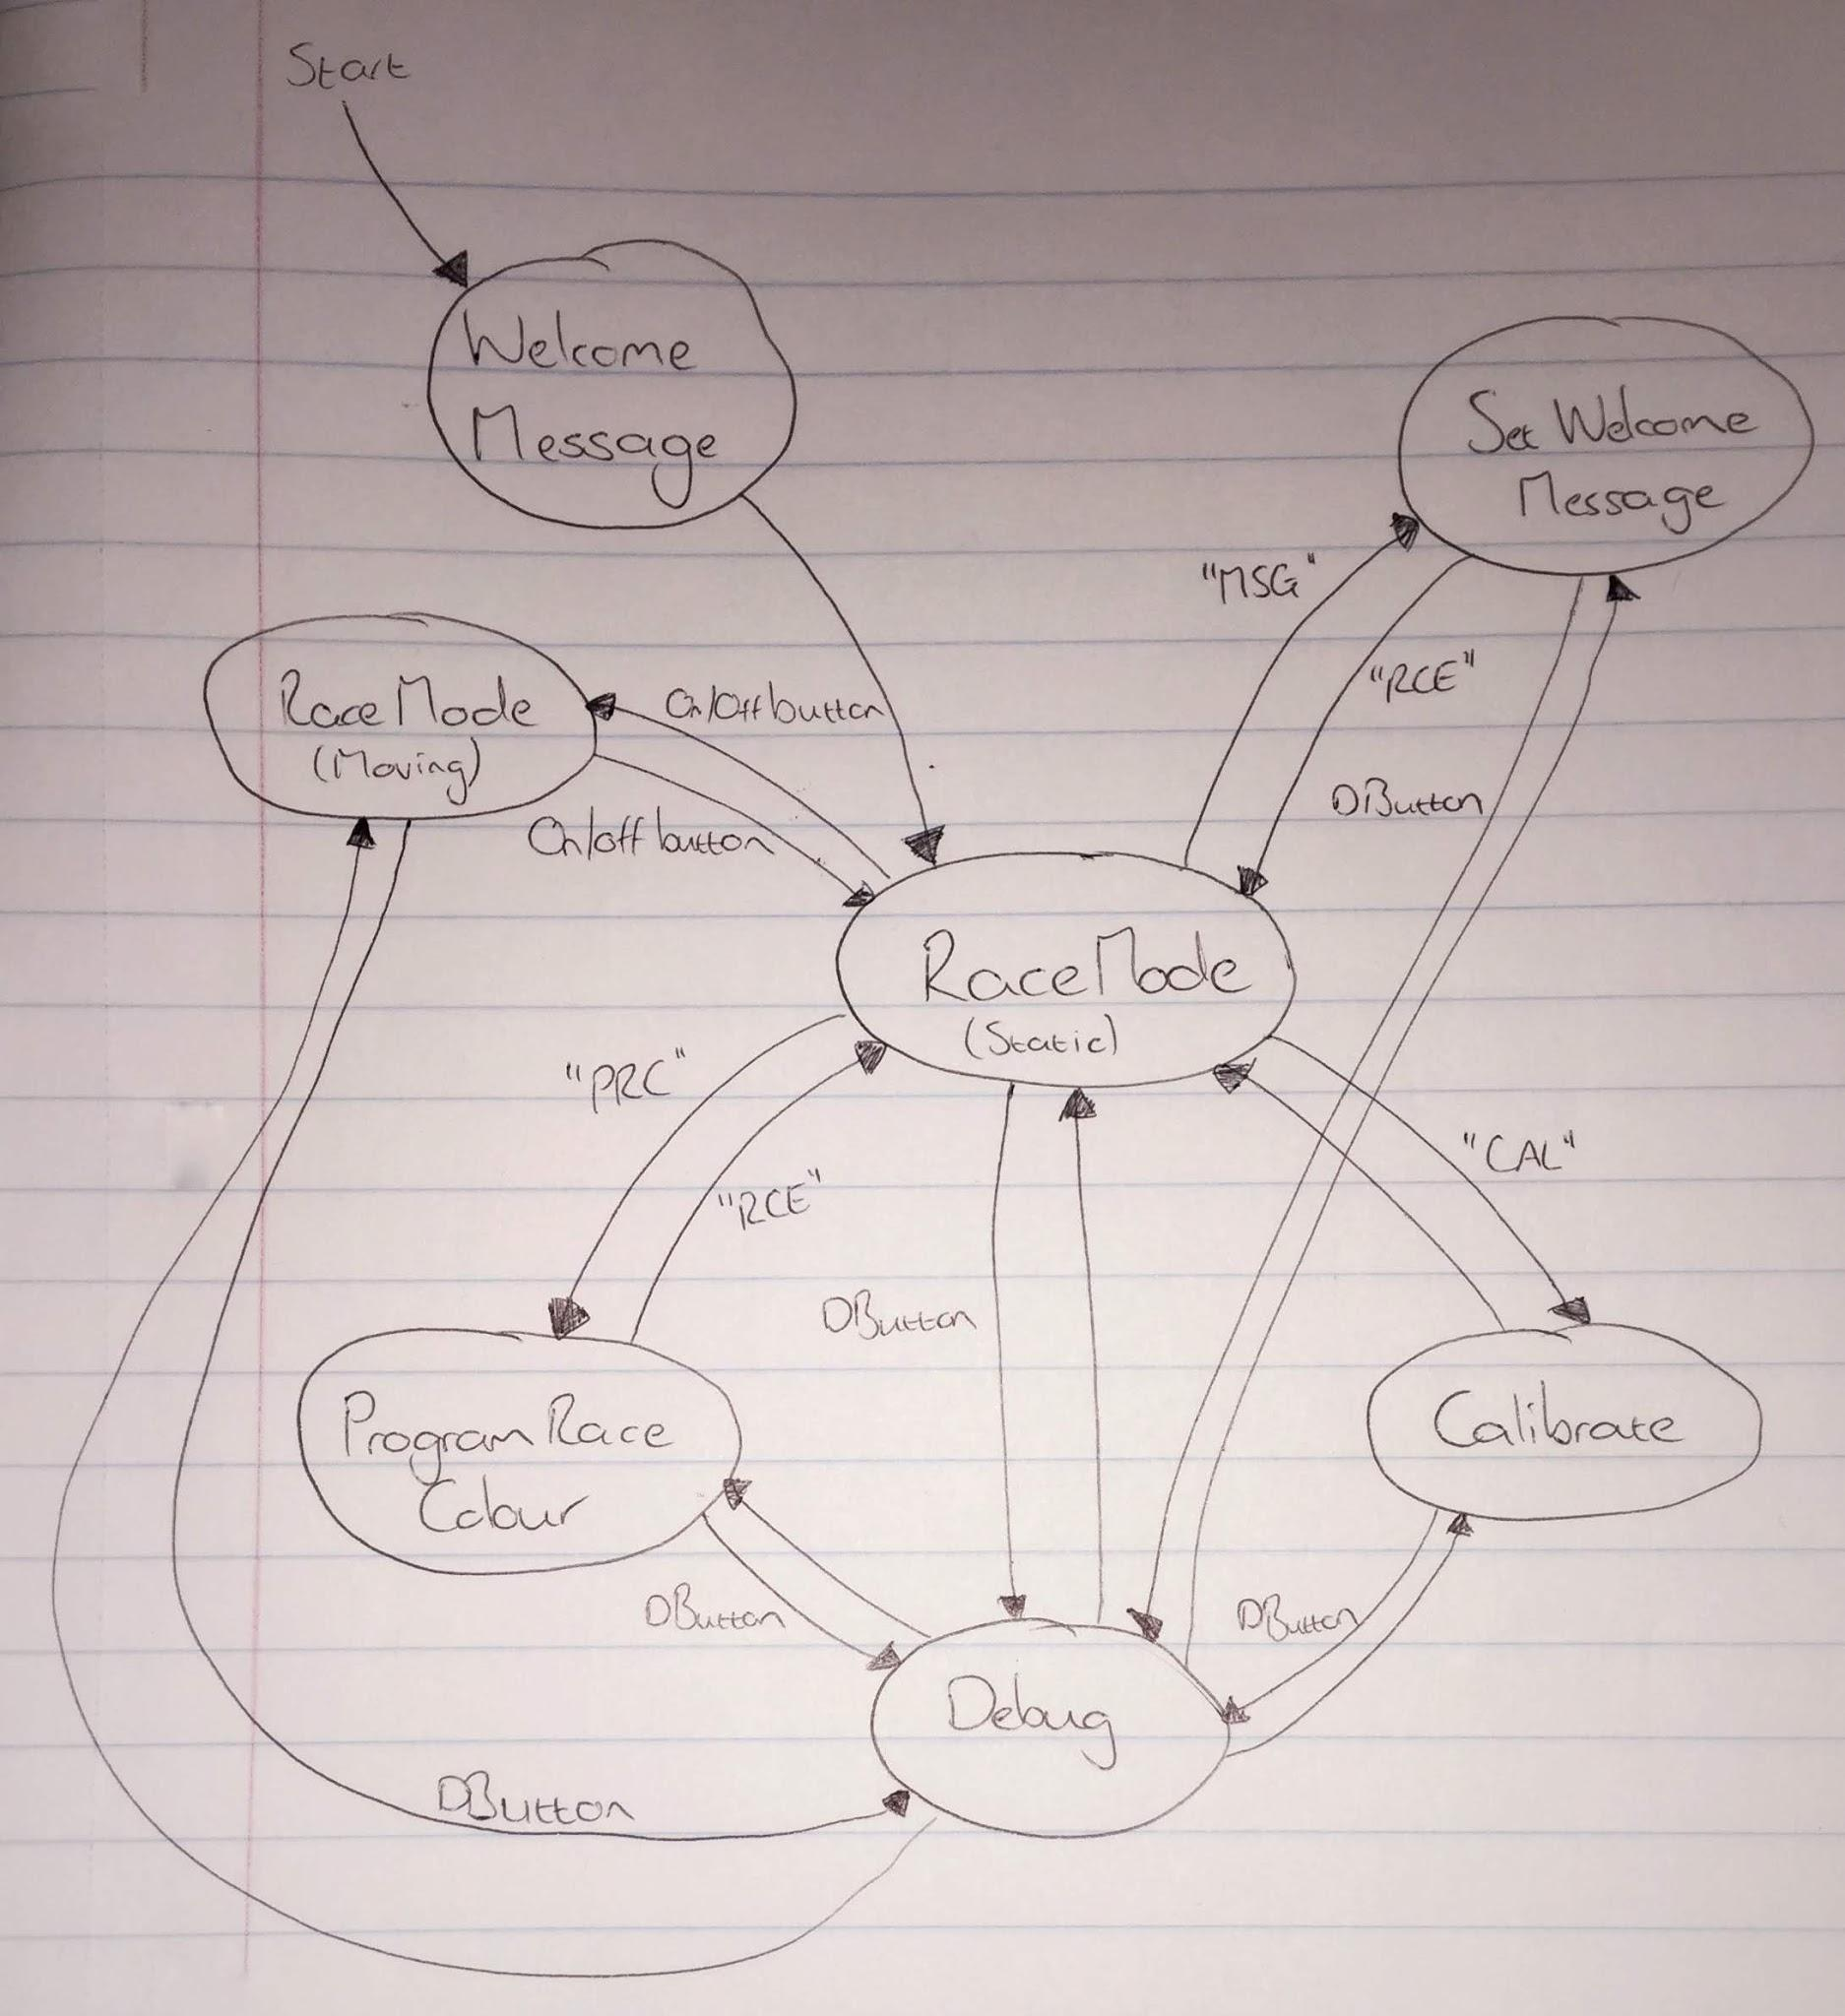 Start
Welcome
Message
Set Welcome
Message
"MSG"
"RCE"
Race Mode
(Moving)
On/Off button
On/off button
DButton
Race Mode
(Static)
"PRC"
"RCE"
"CAL"
DButton
Program Race
Colour
Calibrate
DButton
DButton
Debug
DButton